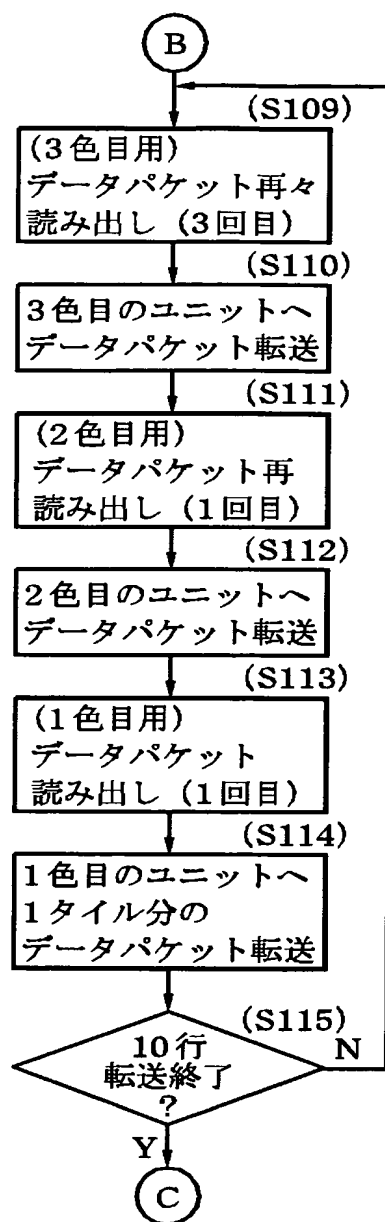 B
(S109)
(3色目用)
データパケット再々
読み出し (3回目)
(S110)
3色目のユニットへ
データパケット転送
(S111)
(2色目用)
データパケット再
読み出し (1回目)
(S112)
2色目のユニットへ
データパケット転送
(S113)
(1色目用)
データパケット
読み出し (1回目)
(S114)
1色目のユニットへ
1タイル分の
データパケット転送
(S115)
10行
転送終了
?
N
Y
C